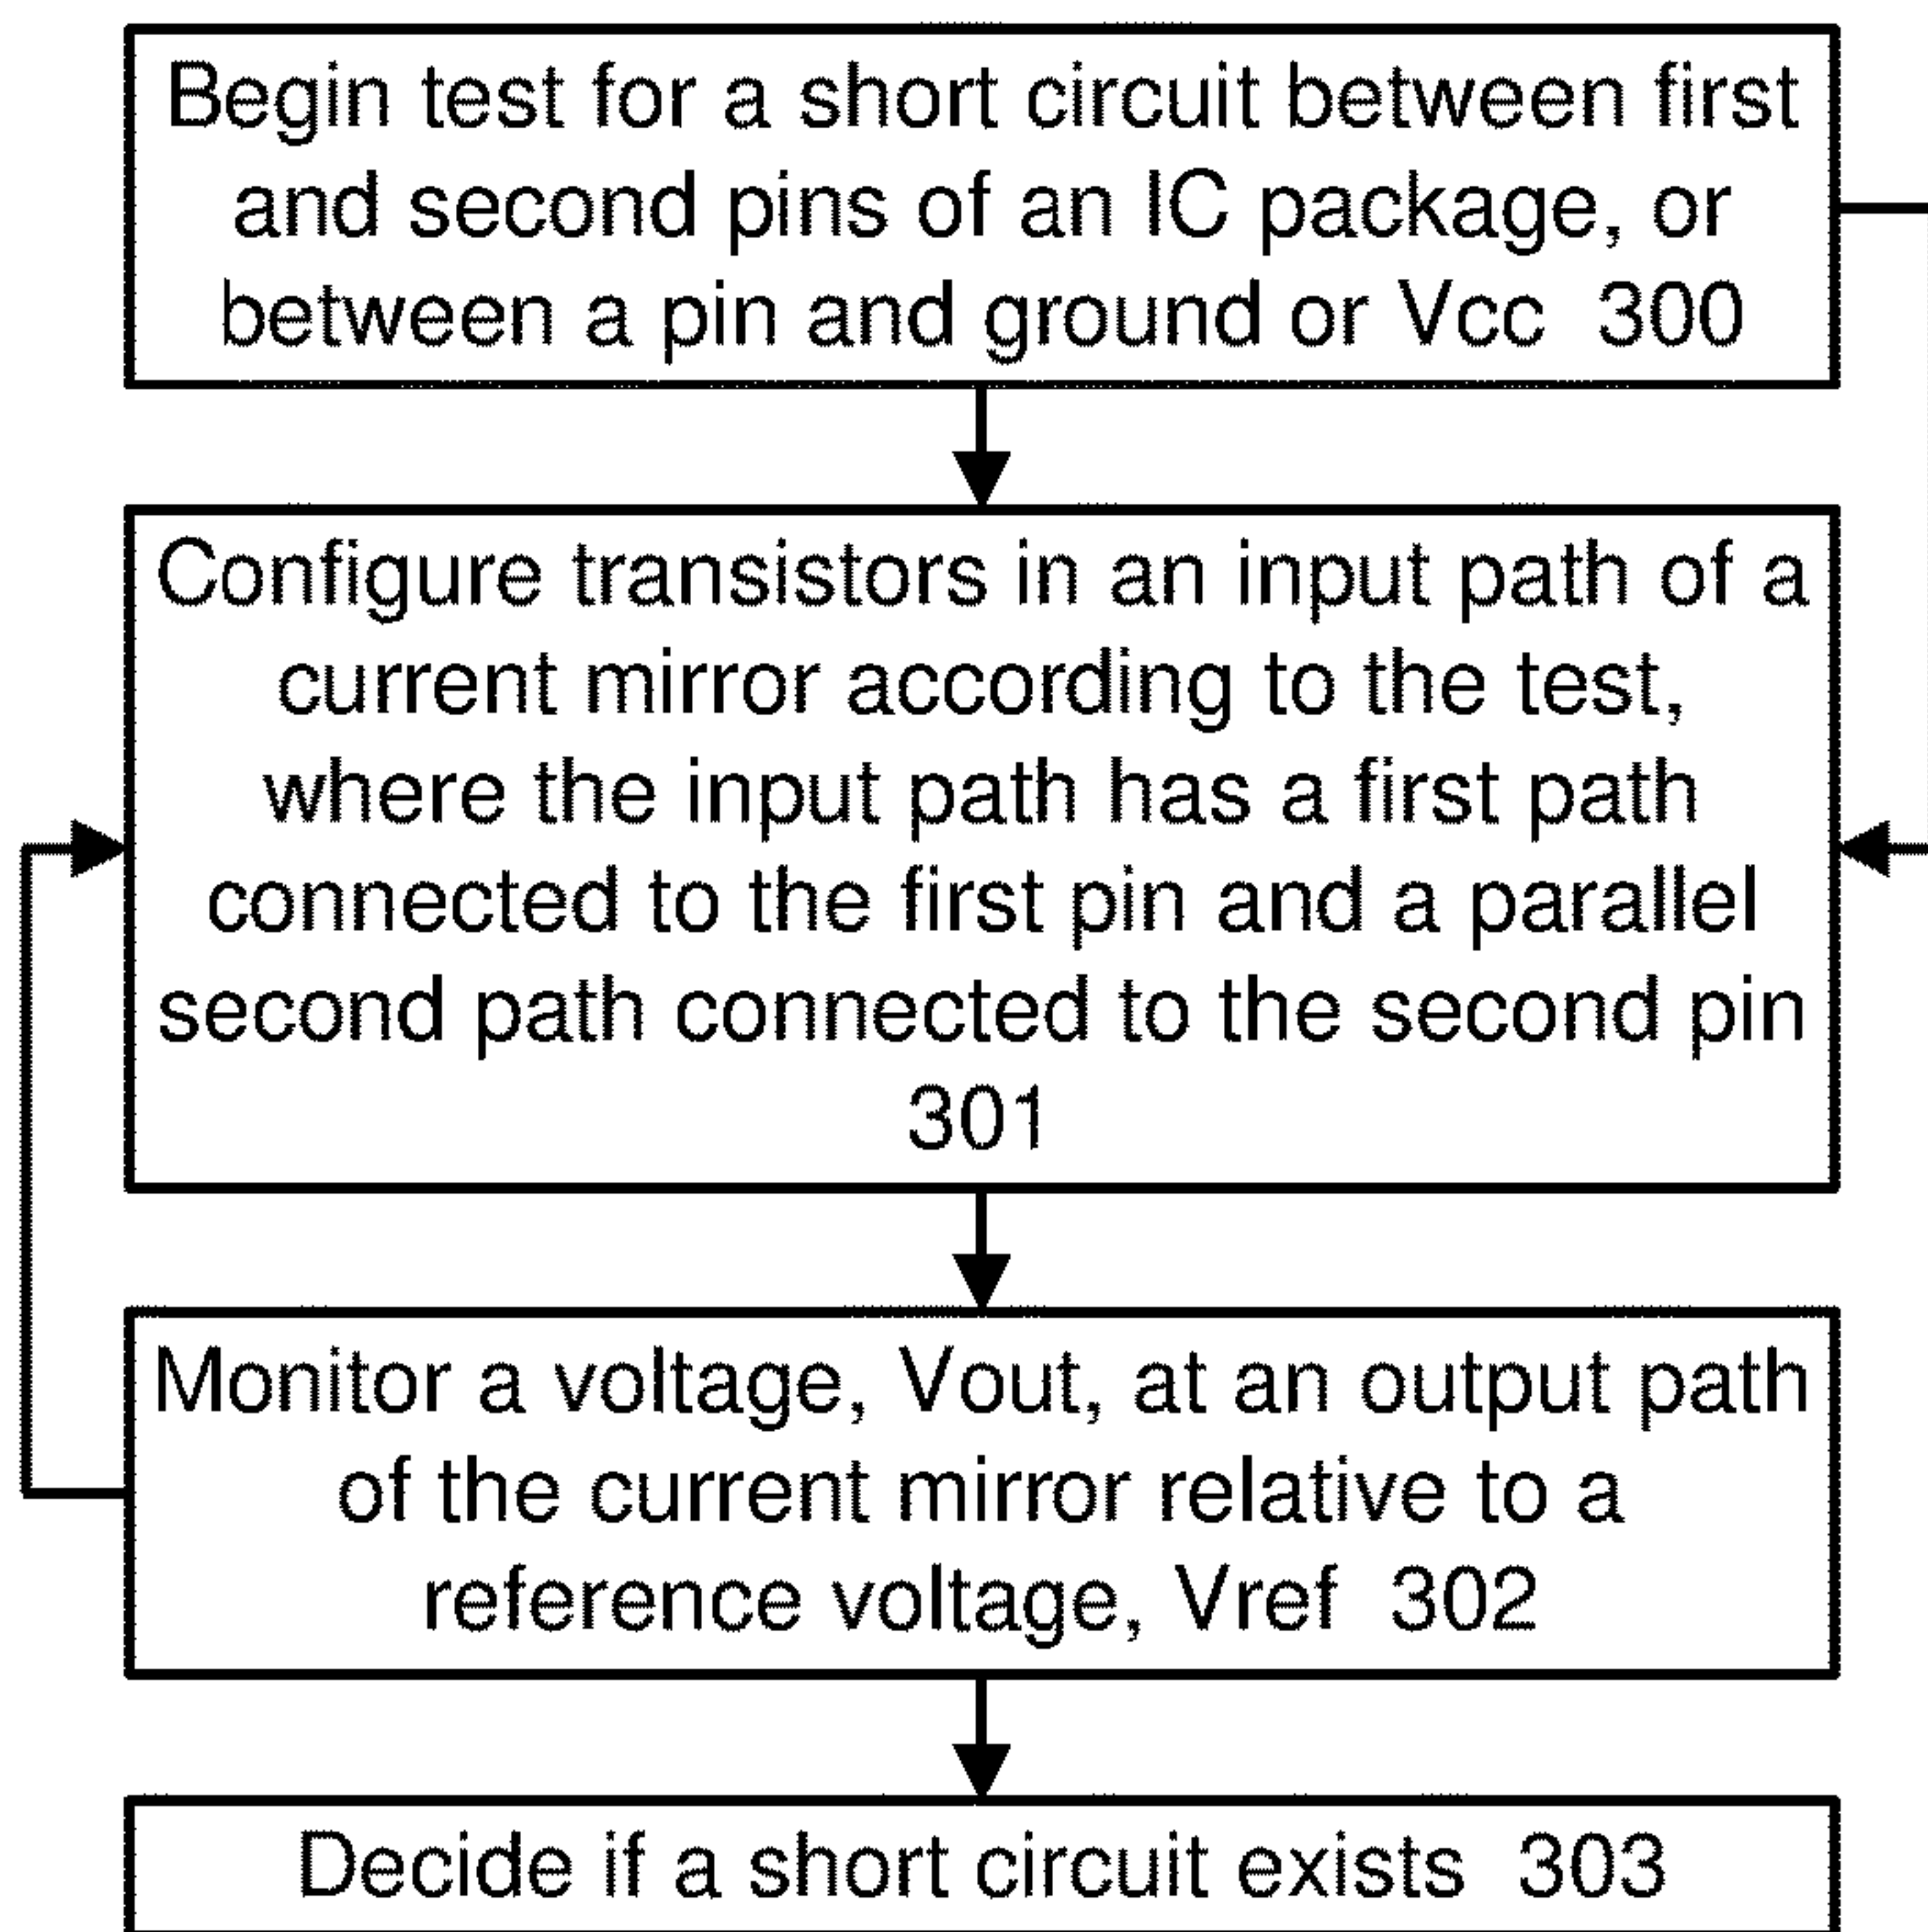 Begin test for a short circuit between first
and second pins of an IC package, or
between a pin and ground or Vcc 300
Configure transistors in an input path of a
current mirror according to the test,
where the input path has a first path
connected to the first pin and a parallel
second path connected to the second pin
301
Monitor a voltage, Vout, at an output path
of the current mirror relative to a
reference voltage, Vref 302
Decide if a short circuit exists 303